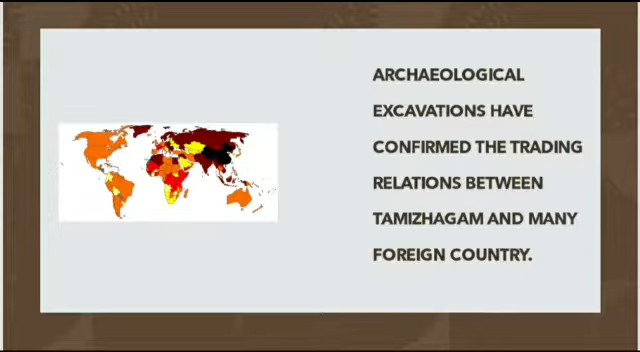 ARCHAEOLOGICAL
EXCAVATIONS HAVE
CONFIRMED THE TRADING
RELATIONS BETWEEN
TAMIZHAGAM AND MANY
FOREIGN COUNTRY.